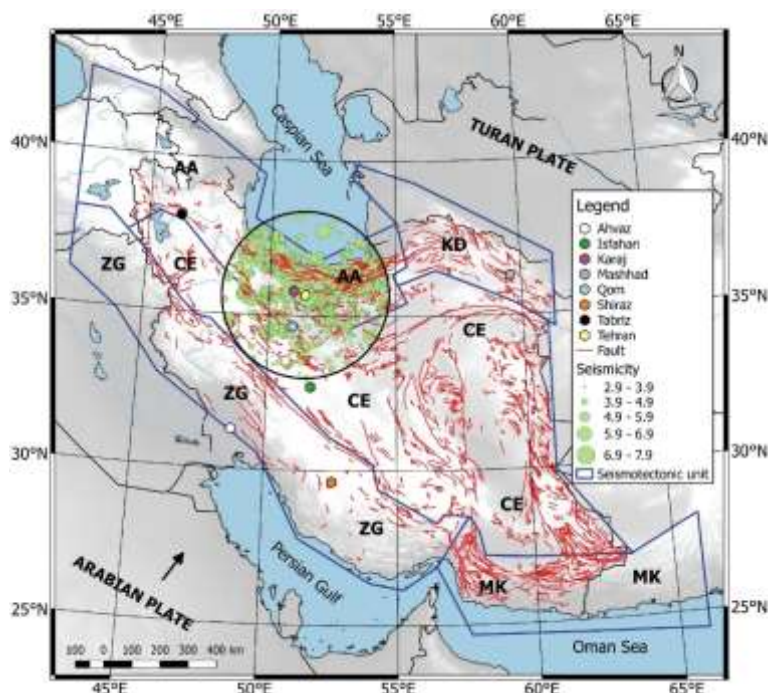 45°E 50°E 55°E 60°E
N
Caspian Sea
TURAN PLATE
40°N 40°N
AA
Legend
Ahvaz
Isfahan
Karaj
Mashhad
Qom
Shiraz
Tabriz
Tehran
Fault
Seismicity
2.9 - 3.9
3.9 - 4.9
4.9 - 5.9
5.9 - 6.9
6.9 - 7.9
Seismotectonic unit
KD
ZG CE AA
35°N 35°N
CE
ZG CE
30°N 30°N
CE
ZG
ARABIAN PLATE
Persian Gulf
MK MK
25°N 25°N
Oman Sea
100 0 100 200 300 400 km
45°E 50°E 55°E 60°E 65°E